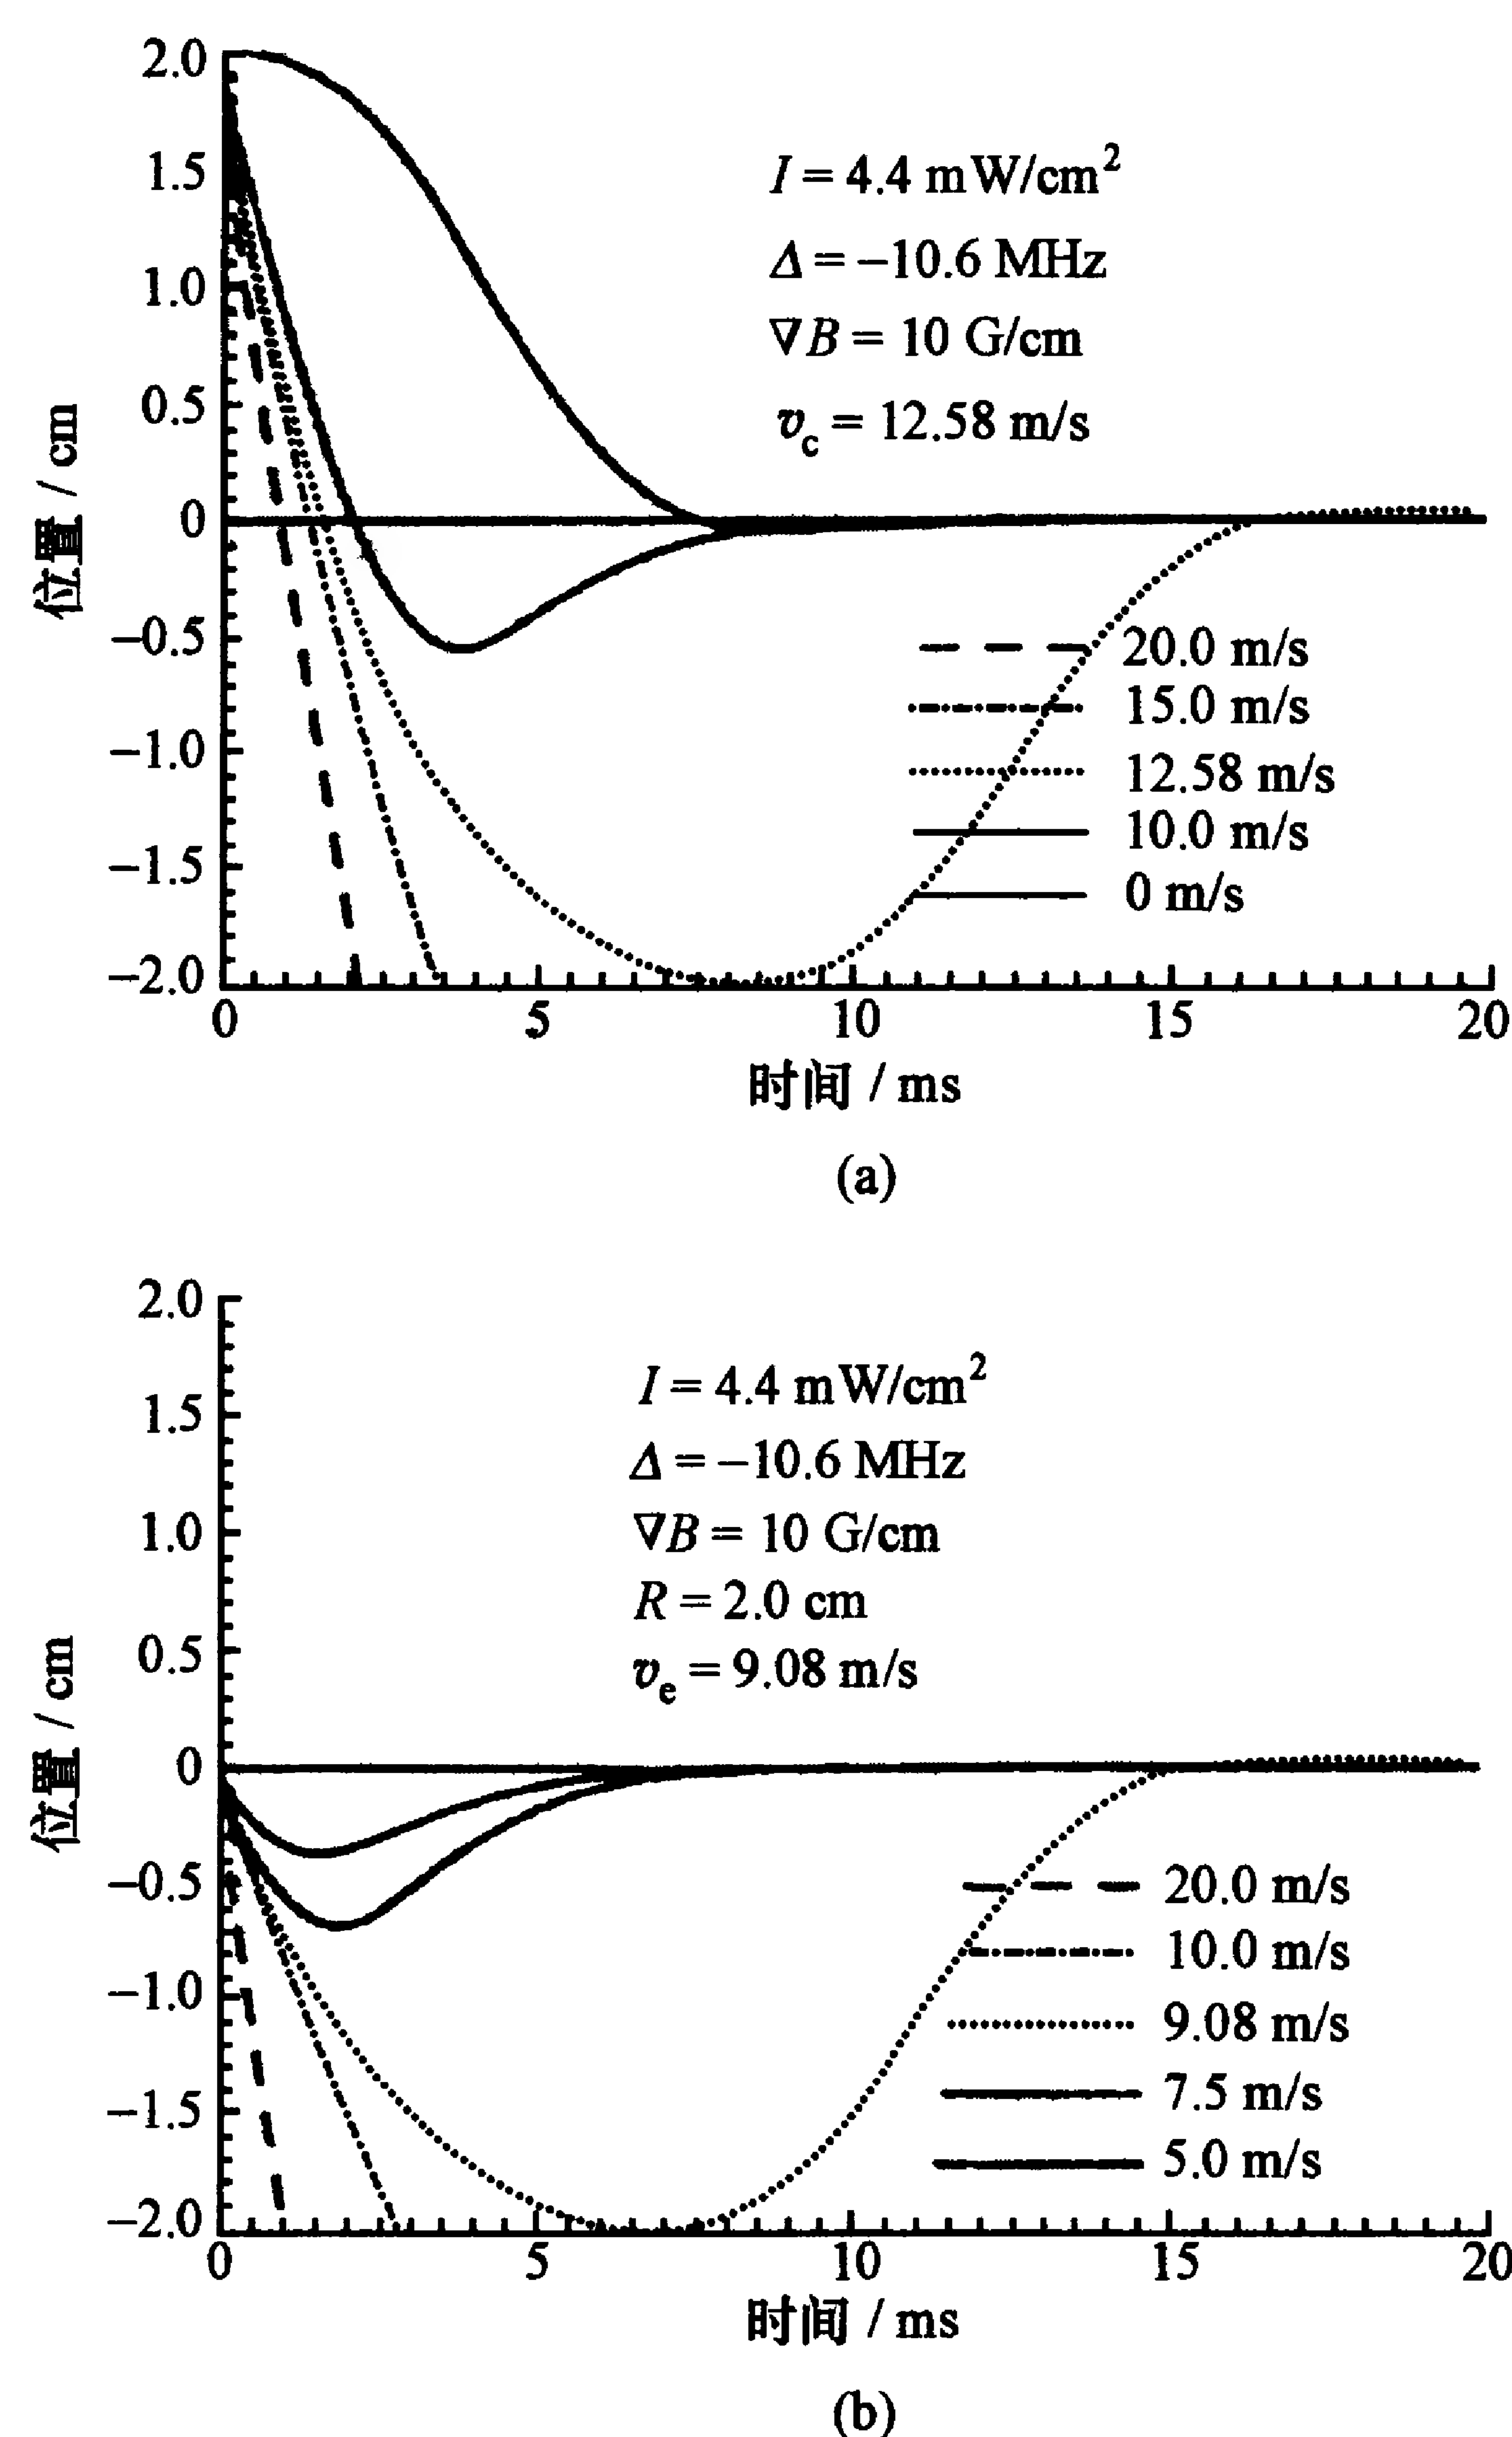 2.0
1.5
1.0
0.5
0
−0.5
−1.0
−1.5
−2.0
位置 / cm
I = 4.4 mW/cm²
Δ = −10.6 MHz
∇B = 10 G/cm
v_c = 12.58 m/s
20.0 m/s
15.0 m/s
12.58 m/s
10.0 m/s
0 m/s
0 5 10 15 20
时间 / ms
(a)
2.0
1.5
1.0
0.5
0
−0.5
−1.0
−1.5
−2.0
位置 / cm
I = 4.4 mW/cm²
Δ = −10.6 MHz
∇B = 10 G/cm
R = 2.0 cm
v_e = 9.08 m/s
20.0 m/s
10.0 m/s
9.08 m/s
7.5 m/s
5.0 m/s
0 5 10 15 20
时间 / ms
(b)